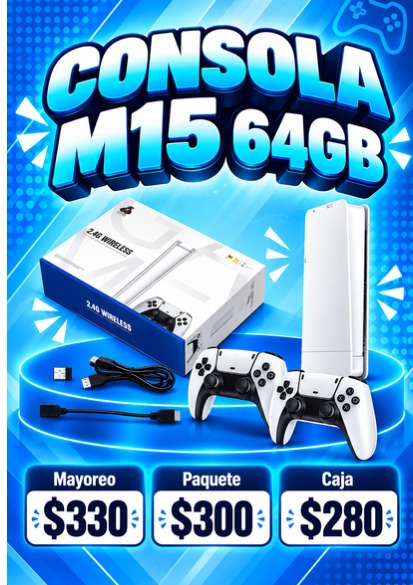 CONSOLA
M15 64GB
2.4G WIRELESS
2.4G WIRELESS
Mayoreo
$330
Paquete
$300
Caja
$280